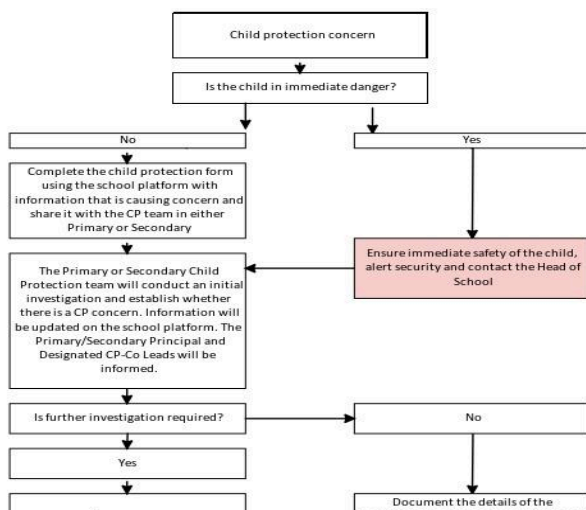 Child protection concern
Is the child in immediate danger?
No
Yes
Complete the child protection form
using the school platform with
information that is causing concern and
share it with the CP team in either
Primary or Secondary
Ensure immediate safety of the child,
alert security and contact the Head of
School
The Primary or Secondary Child
Protection team will conduct an initial
investigation and establish whether
there is a CP concern. Information will
be updated on the school platform. The
Primary/Secondary Principal and
Designated CP-Co Leads will be
informed.
Is further investigation required?
No
Yes
Document the details of the